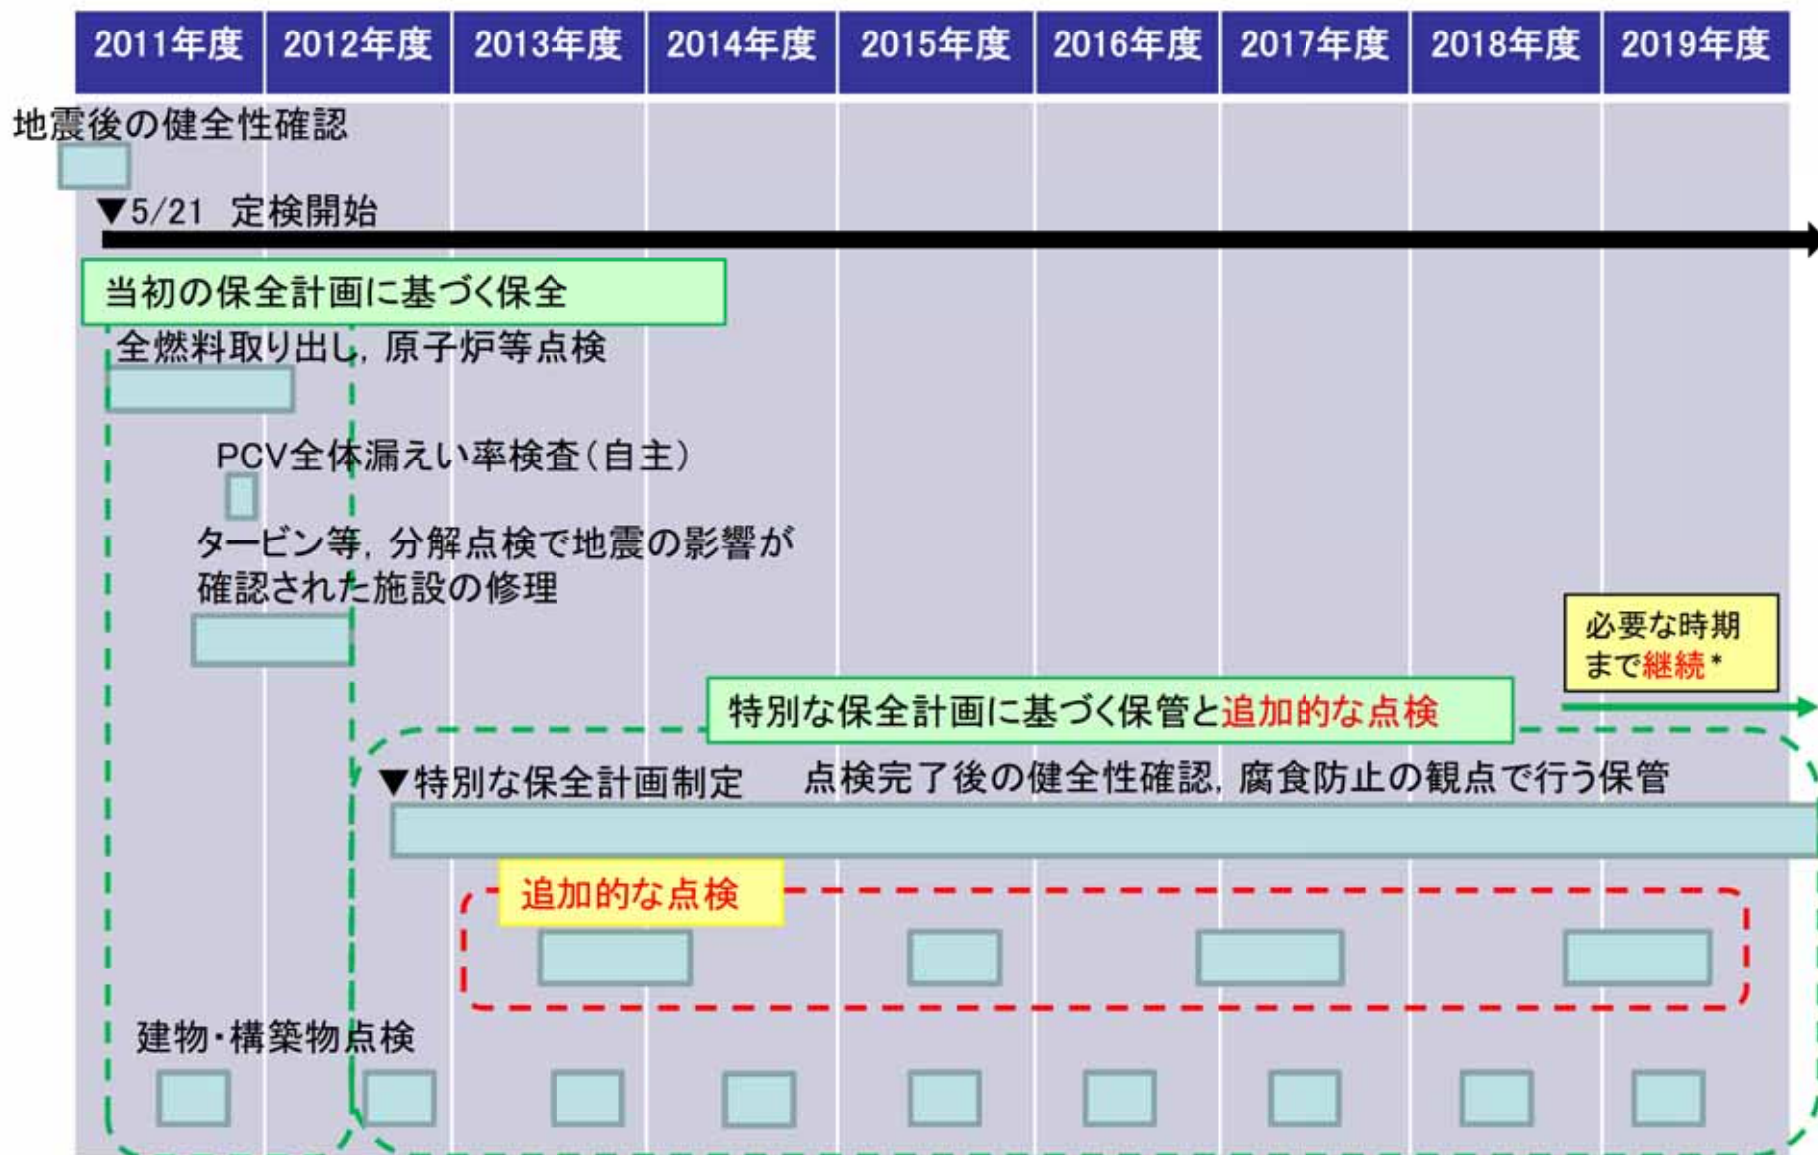 2011年度 2012年度 2013年度 2014年度 2015年度 2016年度 2017年度 2018年度 2019年度
地震後の健全性確認
▼5/21 定検開始
当初の保全計画に基づく保全
全燃料取り出し,原子炉等点検
PCV全体漏えい率検査(自主)
タービン等,分解点検で地震の影響が
確認された施設の修理
必要な時期
まで継続*
特別な保全計画に基づく保管と追加的な点検
▼特別な保全計画制定 点検完了後の健全性確認,腐食防止の観点で行う保管
追加的な点検
建物・構築物点検